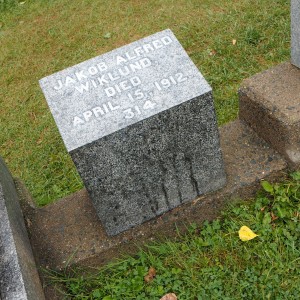 JAKOB ALFRED
WIKLUND
DIED
APRIL 15, 1912
314